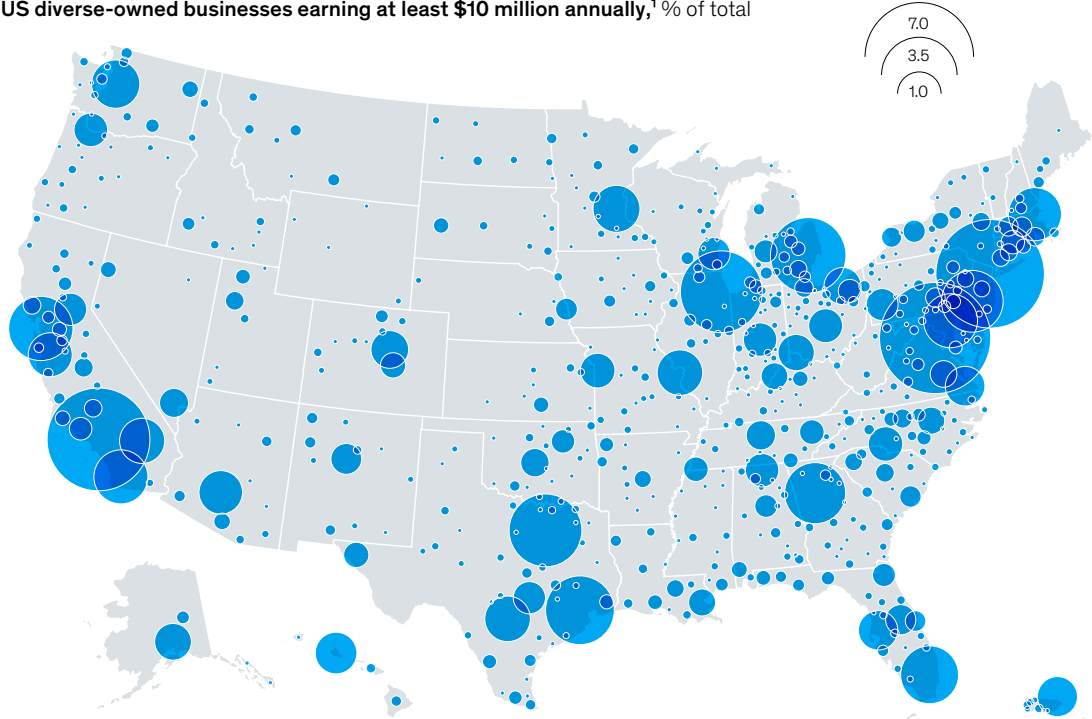 US diverse-owned businesses earning at least $10 million annually,¹ % of total
7.0
3.5
1.0